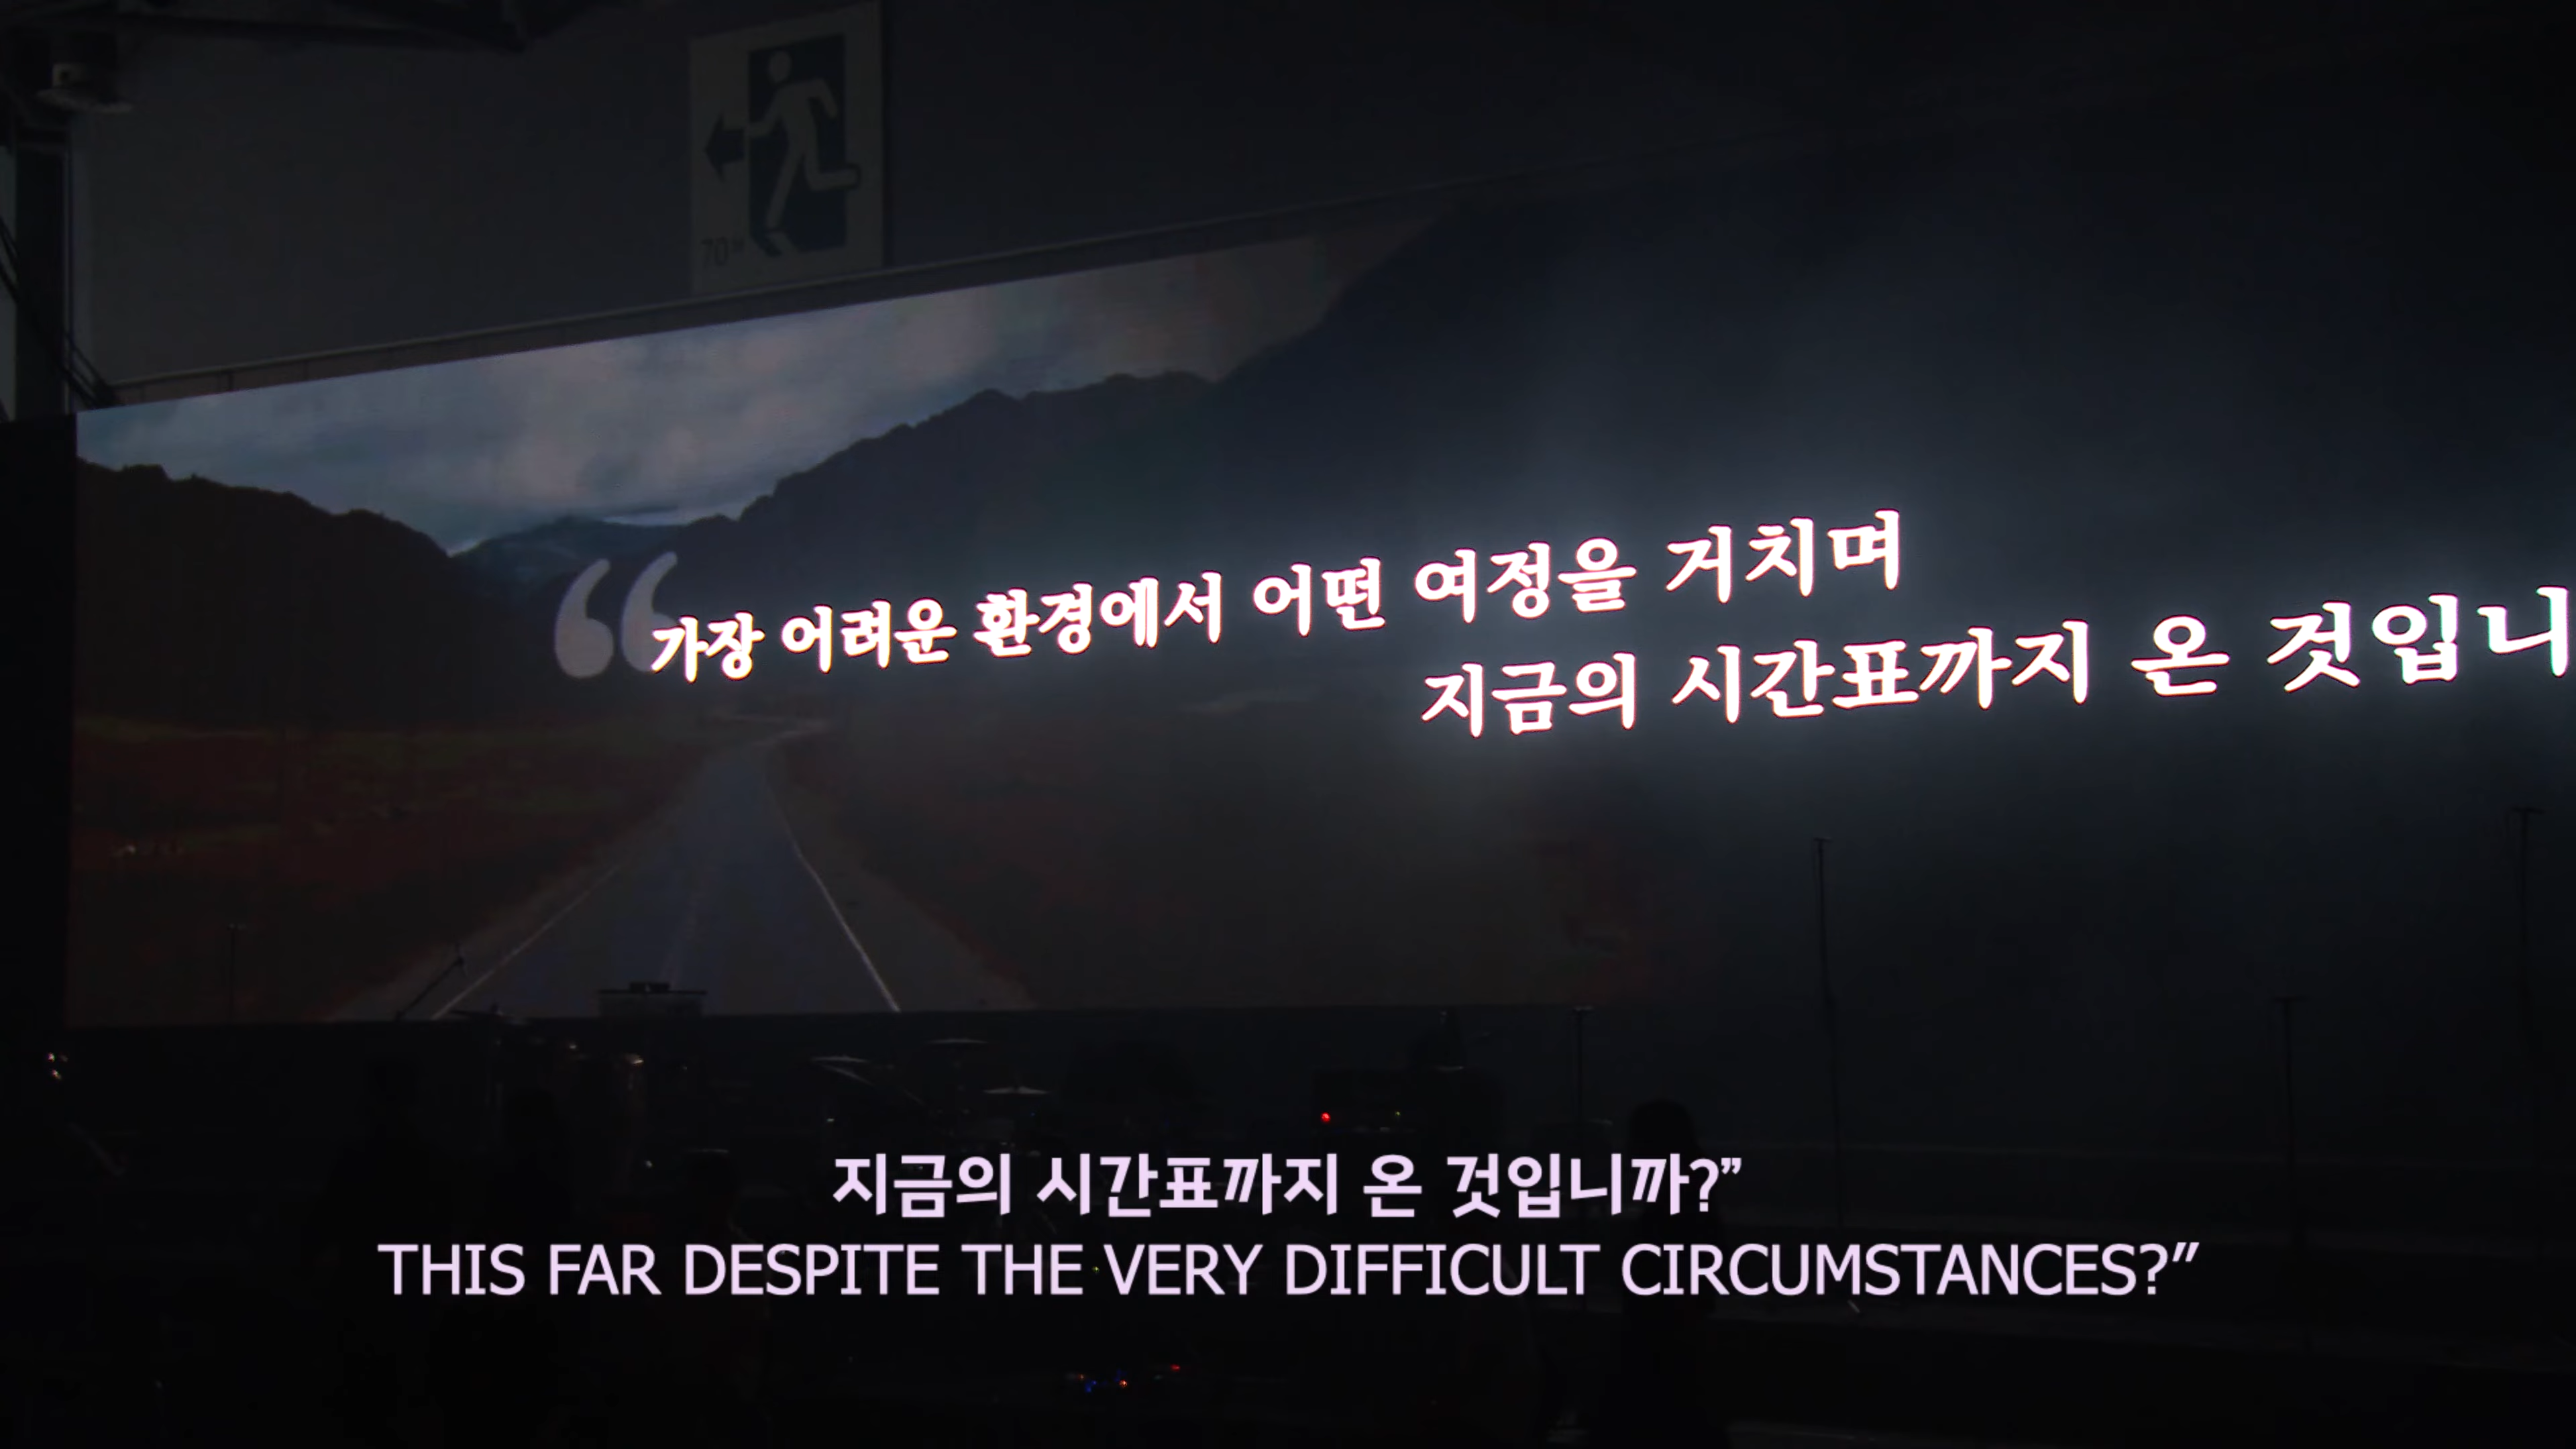 70m
“가장 어려운 환경에서 어떤 여정을 거치며
지금의 시간표까지 온 것입니
지금의 시간표까지 온 것입니까?”
THIS FAR DESPITE THE VERY DIFFICULT CIRCUMSTANCES?”